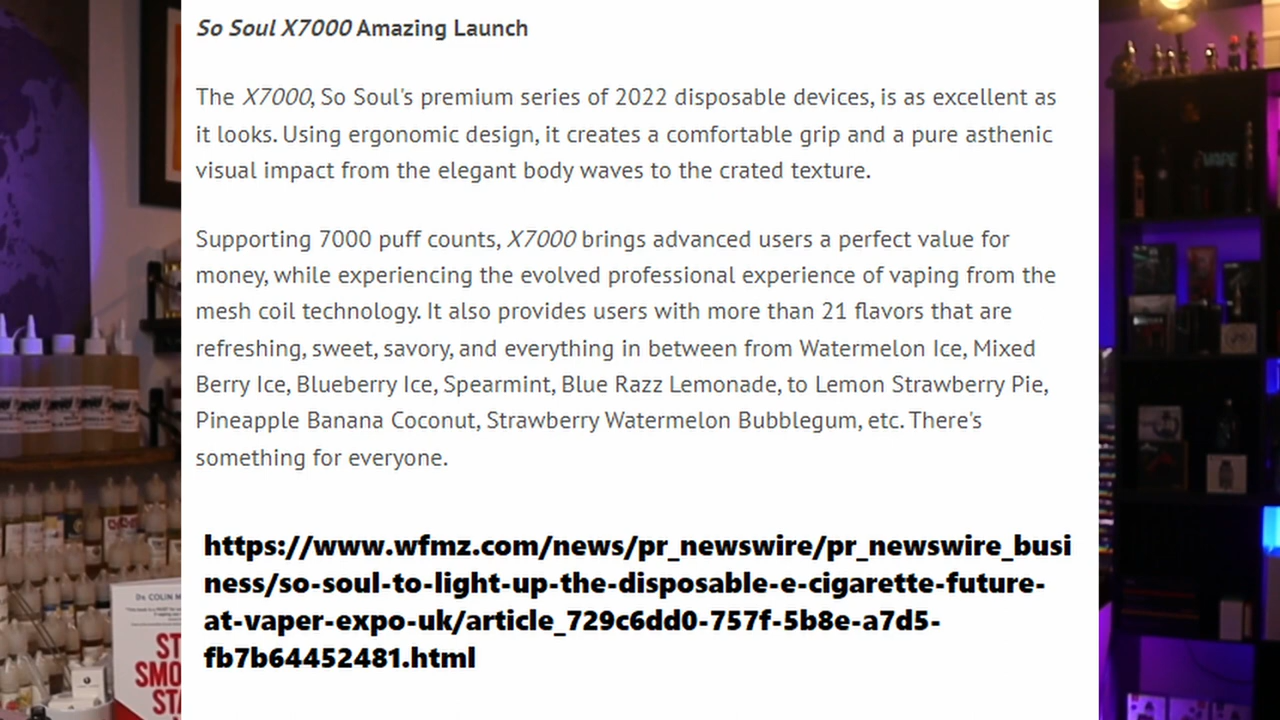 So Soul X7000 Amazing Launch
The X7000, So Soul's premium series of 2022 disposable devices, is as excellent as
it looks. Using ergonomic design, it creates a comfortable grip and a pure asthenic
visual impact from the elegant body waves to the crated texture.
Supporting 7000 puff counts, X7000 brings advanced users a perfect value for
money, while experiencing the evolved professional experience of vaping from the
mesh coil technology. It also provides users with more than 21 flavors that are
refreshing, sweet, savory, and everything in between from Watermelon Ice, Mixed
Berry Ice, Blueberry Ice, Spearmint, Blue Razz Lemonade, to Lemon Strawberry Pie,
Pineapple Banana Coconut, Strawberry Watermelon Bubblegum, etc. There's
something for everyone.
https://www.wfmz.com/news/pr_newswire/pr_newswire_busi
ness/so-soul-to-light-up-the-disposable-e-cigarette-future-
at-vaper-expo-uk/article_729c6dd0-757f-5b8e-a7d5-
fb7b64452481.html
VAPE
Dr. COLIN M
ST
SMO
STA